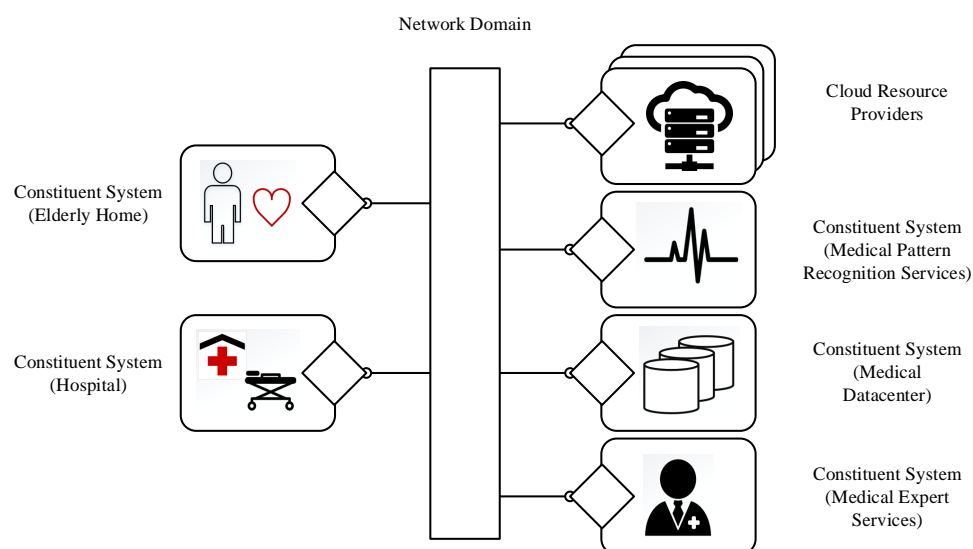 Network Domain
Cloud Resource
Providers
Constituent System
(Elderly Home)
Constituent System
(Medical Pattern
Recognition Services)
Constituent System
(Hospital)
Constituent System
(Medical
Datacenter)
Constituent System
(Medical Expert
Services)